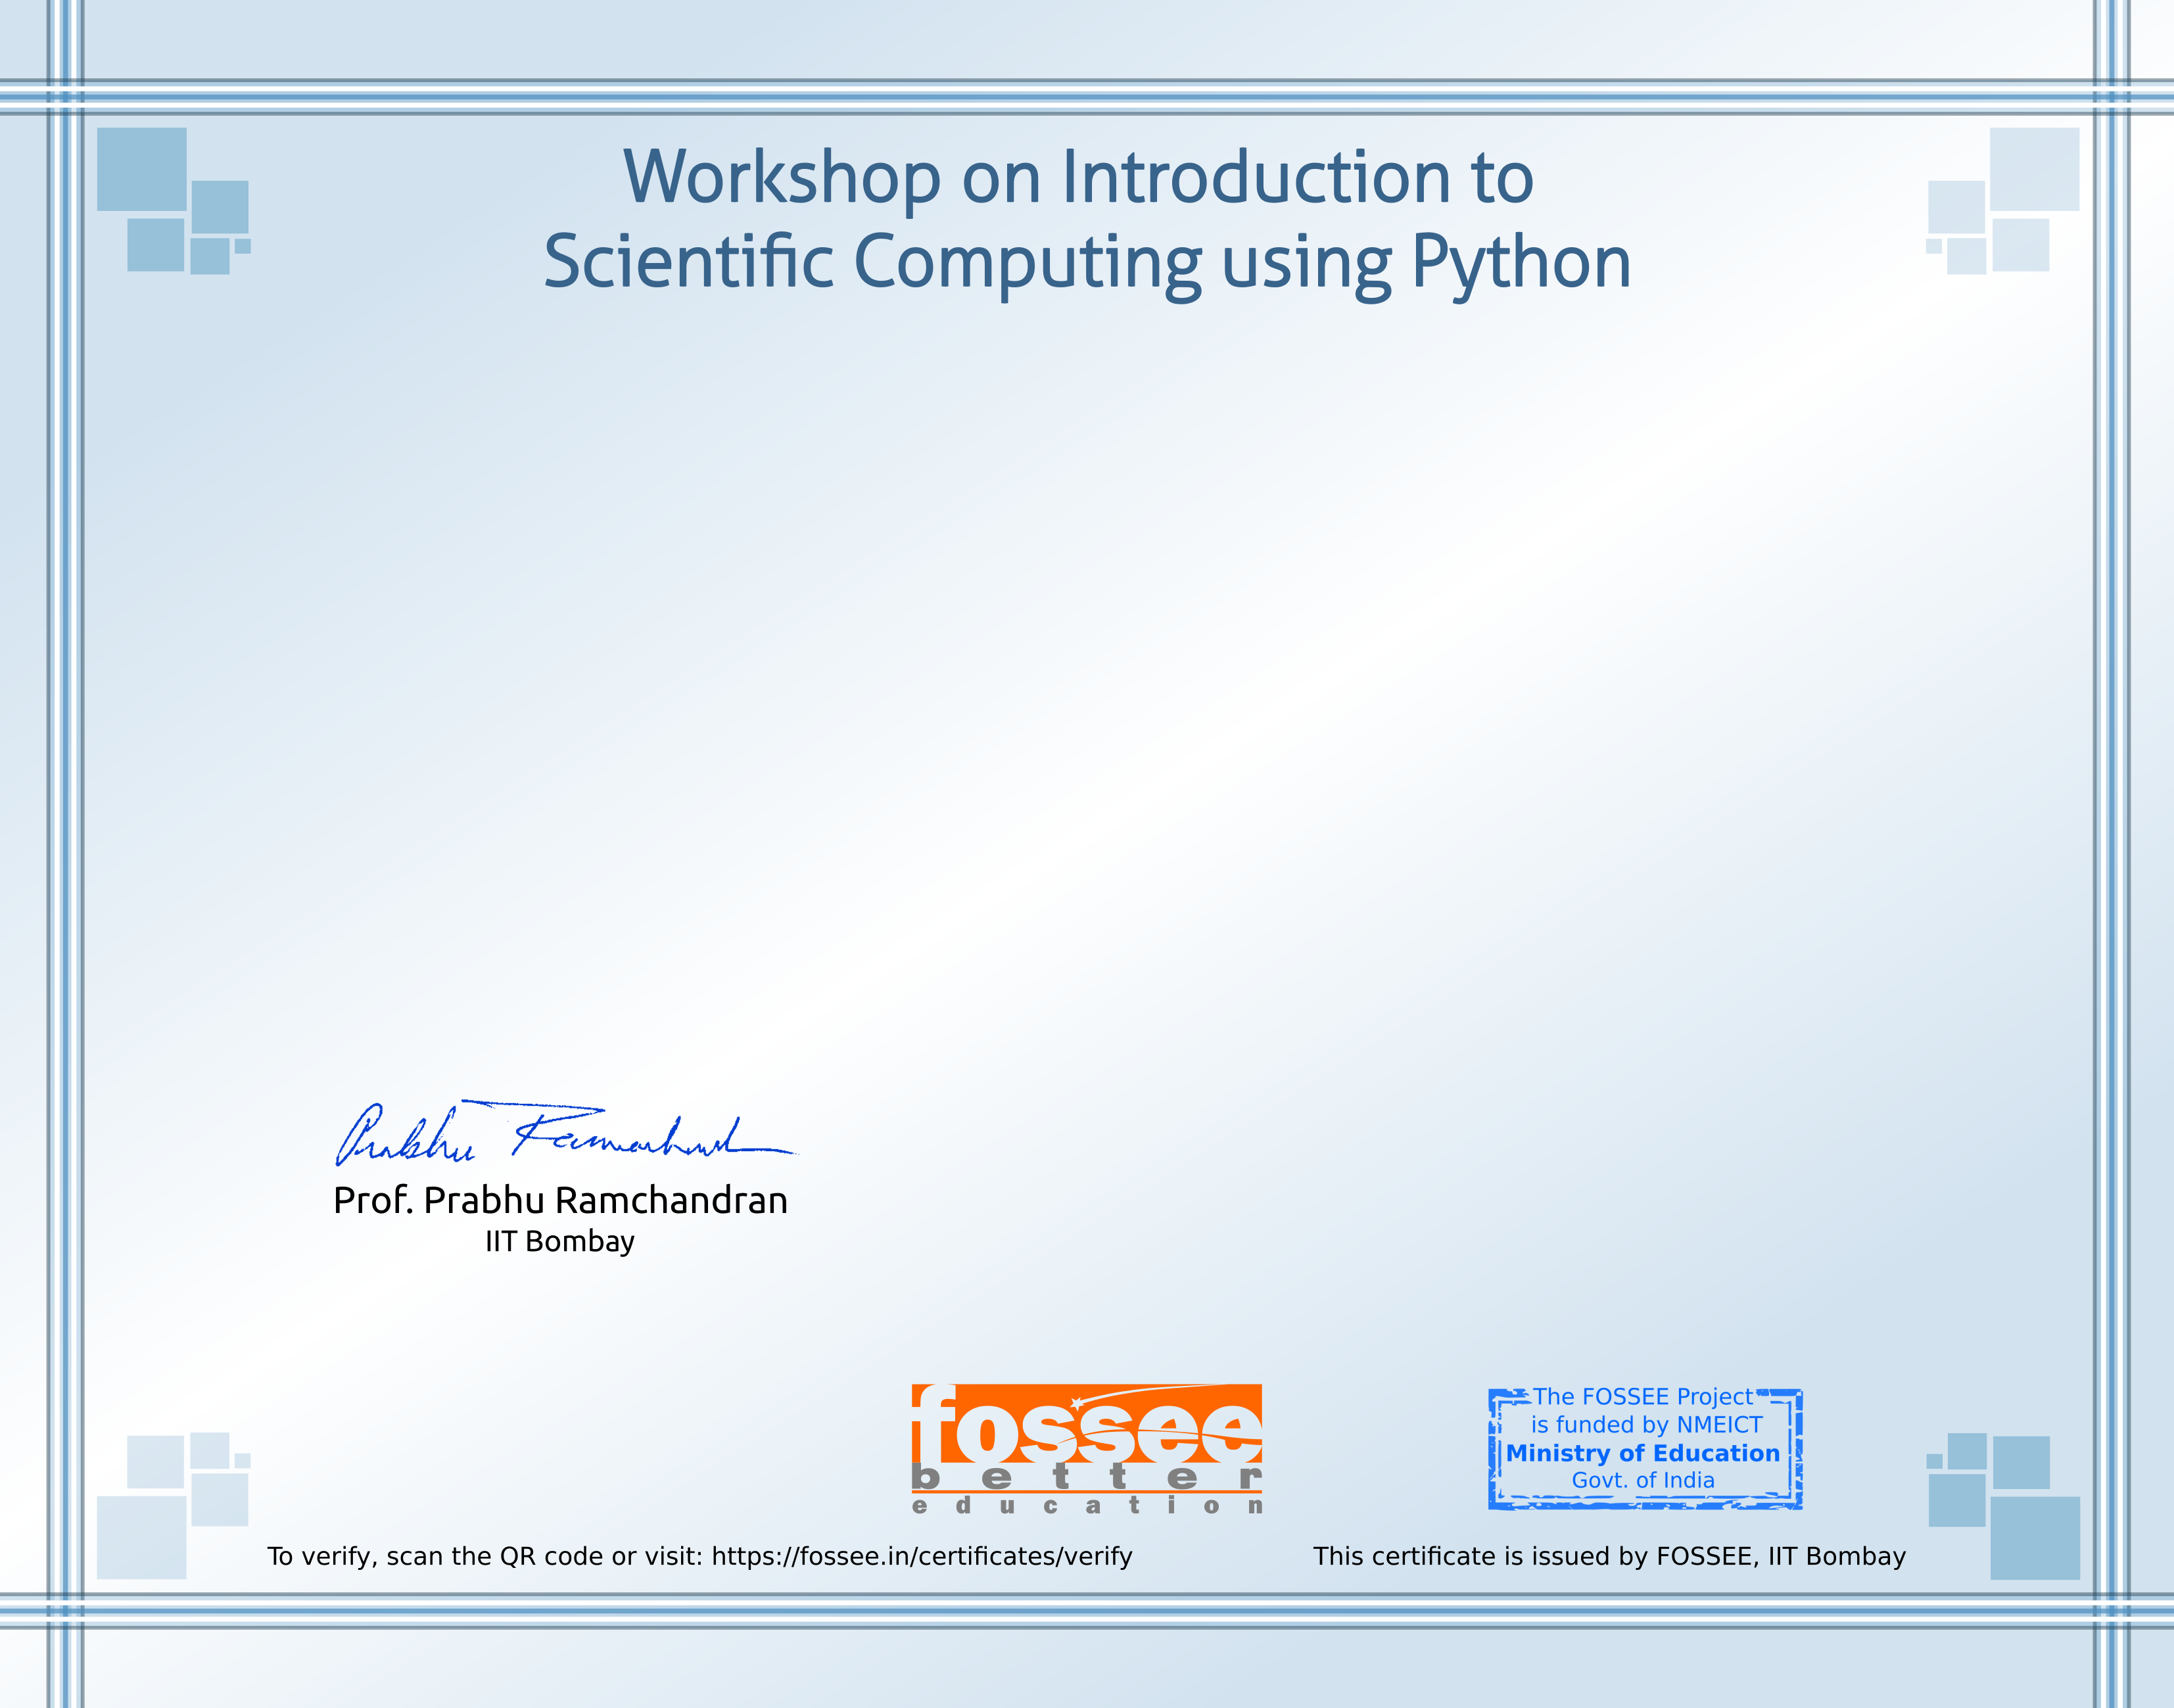 Workshop on Introduction to
Scientific Computing using Python
Prabhu Ramachandran
Prof. Prabhu Ramchandran
IIT Bombay
fossee
better
education
The FOSSEE Project
is funded by NMEICT
Ministry of Education
Govt. of India
To verify, scan the QR code or visit: https://fossee.in/certificates/verify
This certificate is issued by FOSSEE, IIT Bombay